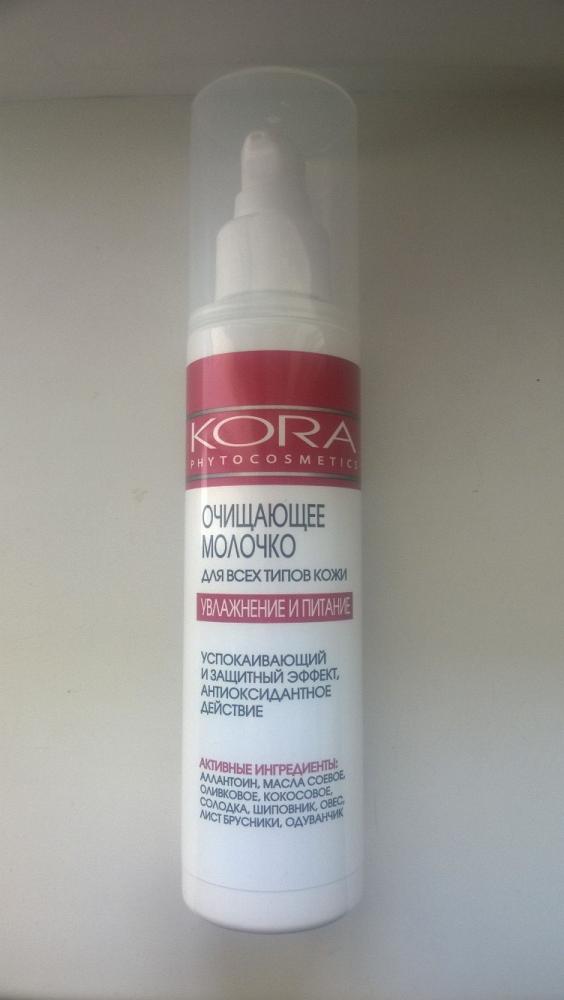 KORA
PHYTOCOSMETICS
ОЧИЩАЮЩЕЕ
МОЛОЧКО
ДЛЯ ВСЕХ ТИПОВ КОЖИ
УВЛАЖНЕНИЕ И ПИТАНИЕ
УСПОКАИВАЮЩИЙ
И ЗАЩИТНЫЙ ЭФФЕКТ,
АНТИОКСИДАНТНОЕ
ДЕЙСТВИЕ
АКТИВНЫЕ ИНГРЕДИЕНТЫ:
АЛЛАНТОИН, МАСЛА СОЕВОЕ,
ОЛИВКОВОЕ, КОКОСОВОЕ,
СОЛОДКА, ШИПОВНИК, ОВЕС,
ЛИСТ БРУСНИКИ, ОДУВАНЧИК